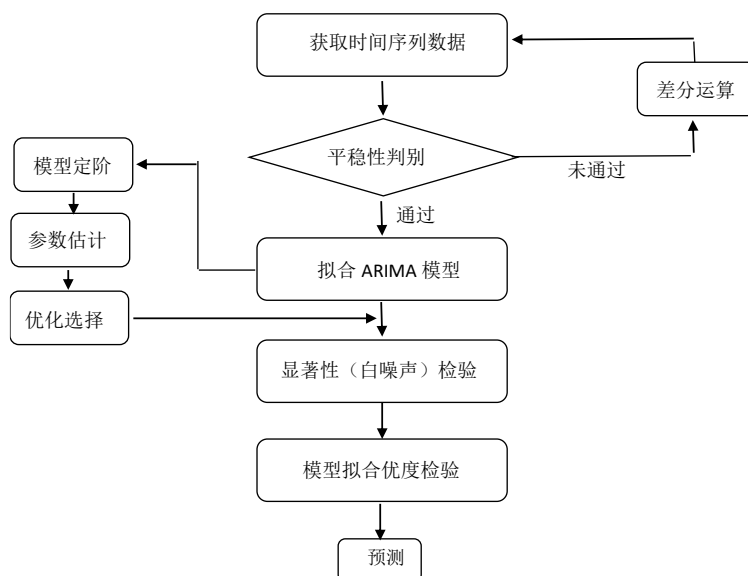 获取时间序列数据
差分运算
平稳性判别
未通过
模型定阶
通过
参数估计
拟合 ARIMA 模型
优化选择
显著性（白噪声）检验
模型拟合优度检验
预测